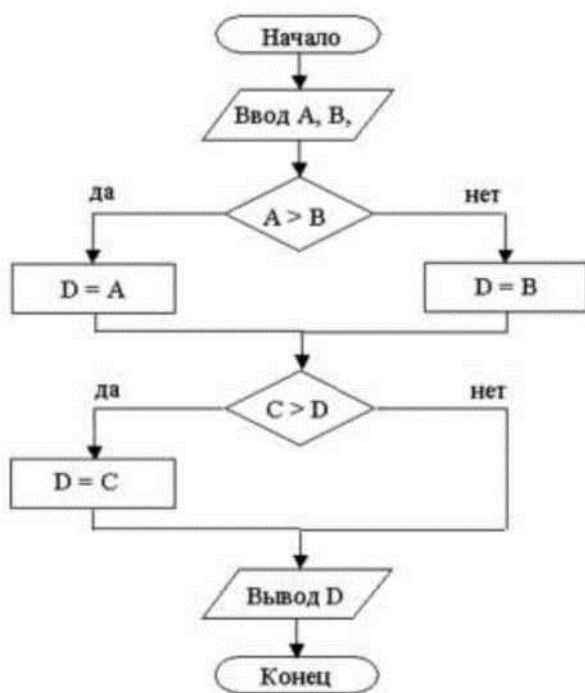 Начало
Ввод A, B,
да
нет
A > B
D = A
D = B
да
нет
C > D
D = C
Вывод D
Конец